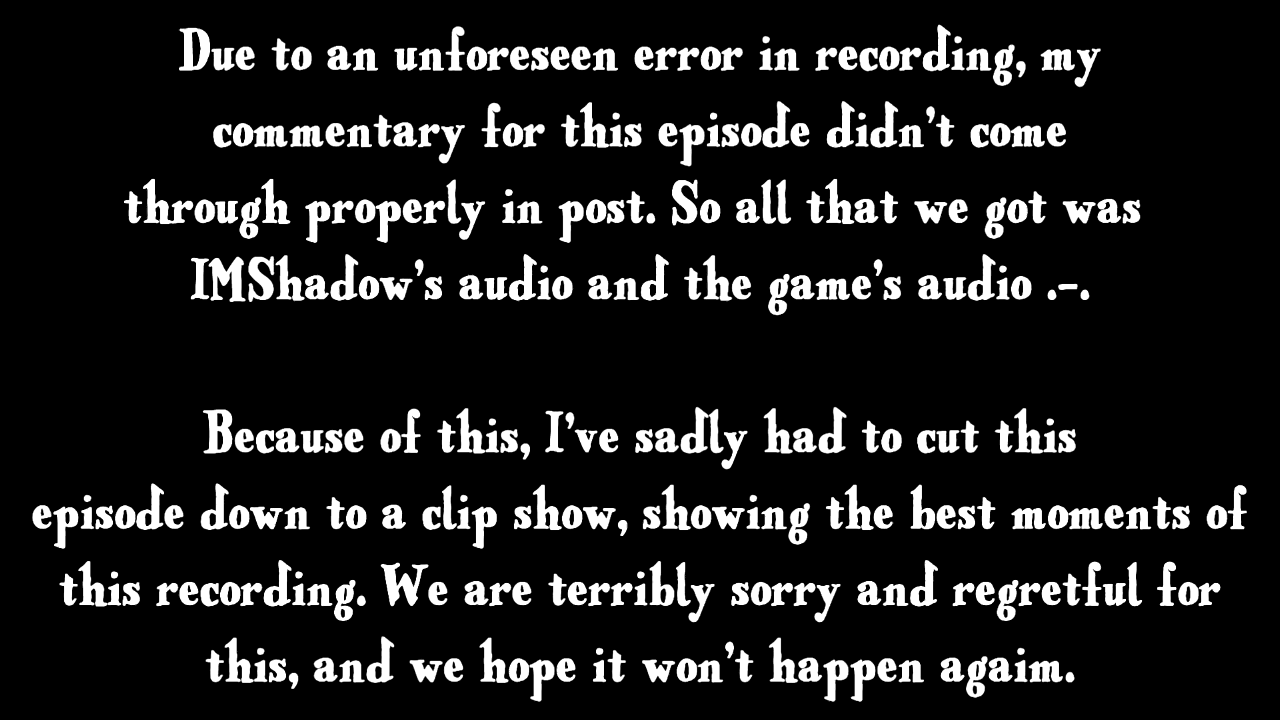 Due to an unforeseen error in recording, my
commentary for this episode didn't come
through properly in post. So all that we got was
IMShadow's audio and the game's audio .-.
Because of this, I've sadly had to cut this
episode down to a clip show, showing the best moments of
this recording. We are terribly sorry and regretful for
this, and we hope it won't happen agaim.